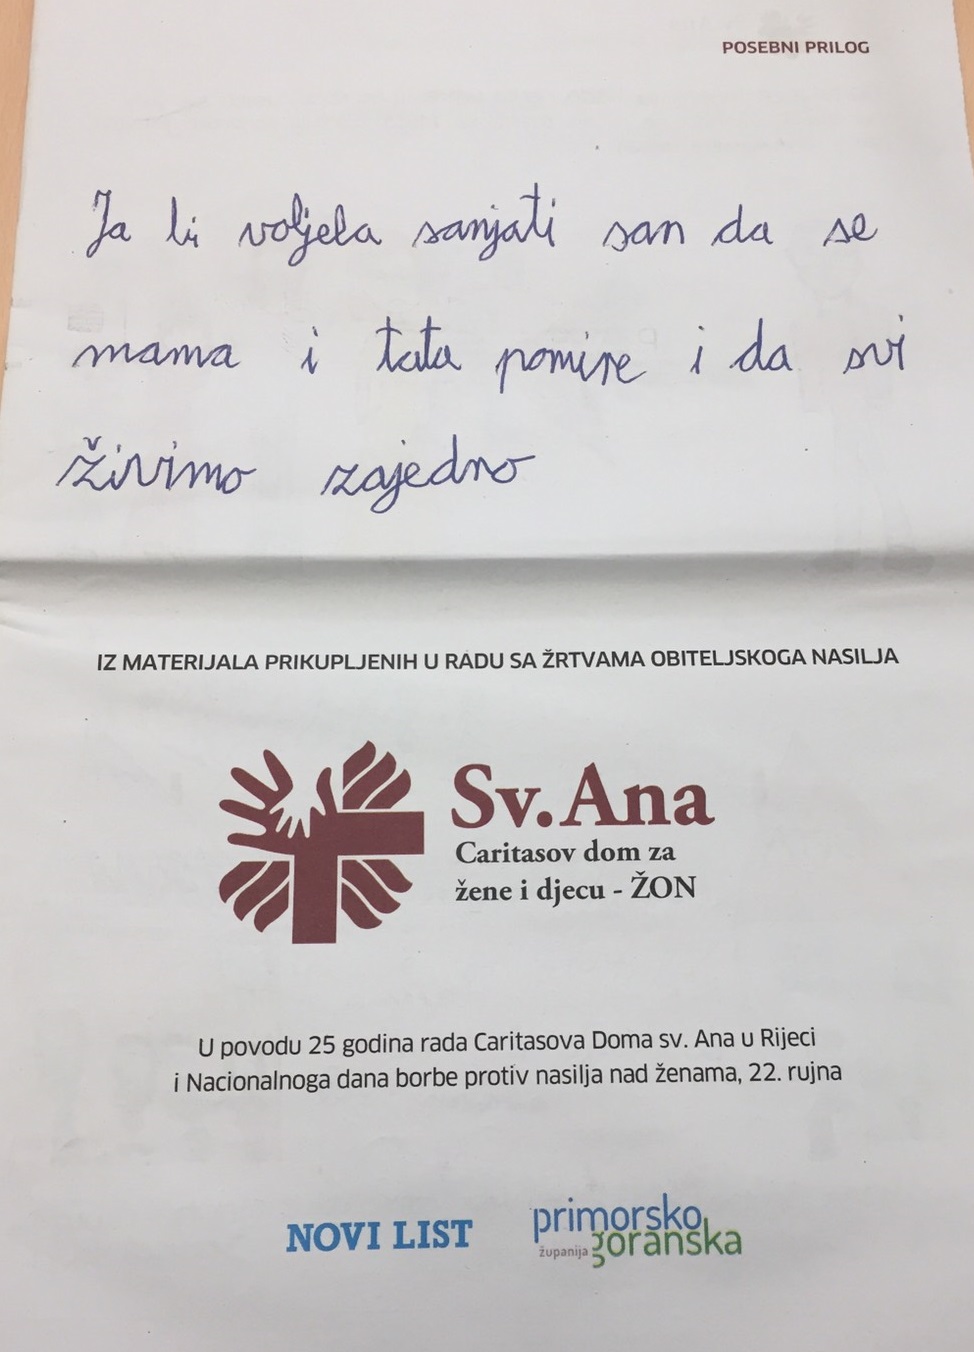 POSEBNI PRILOG
Ja bi voljela sanjati san da se
mama i tata pomire i da svi
živimo zajedno
IZ MATERIJALA PRIKUPLJENIH U RADU SA ŽRTVAMA OBITELJSKOGA NASILJA
Sv. Ana
Caritasov dom za
žene i djecu - ŽON
U povodu 25 godina rada Caritasova Doma sv. Ana u Rijeci
i Nacionalnoga dana borbe protiv nasilja nad ženama, 22. rujna
NOVI LIST
primorsko
županija goranska